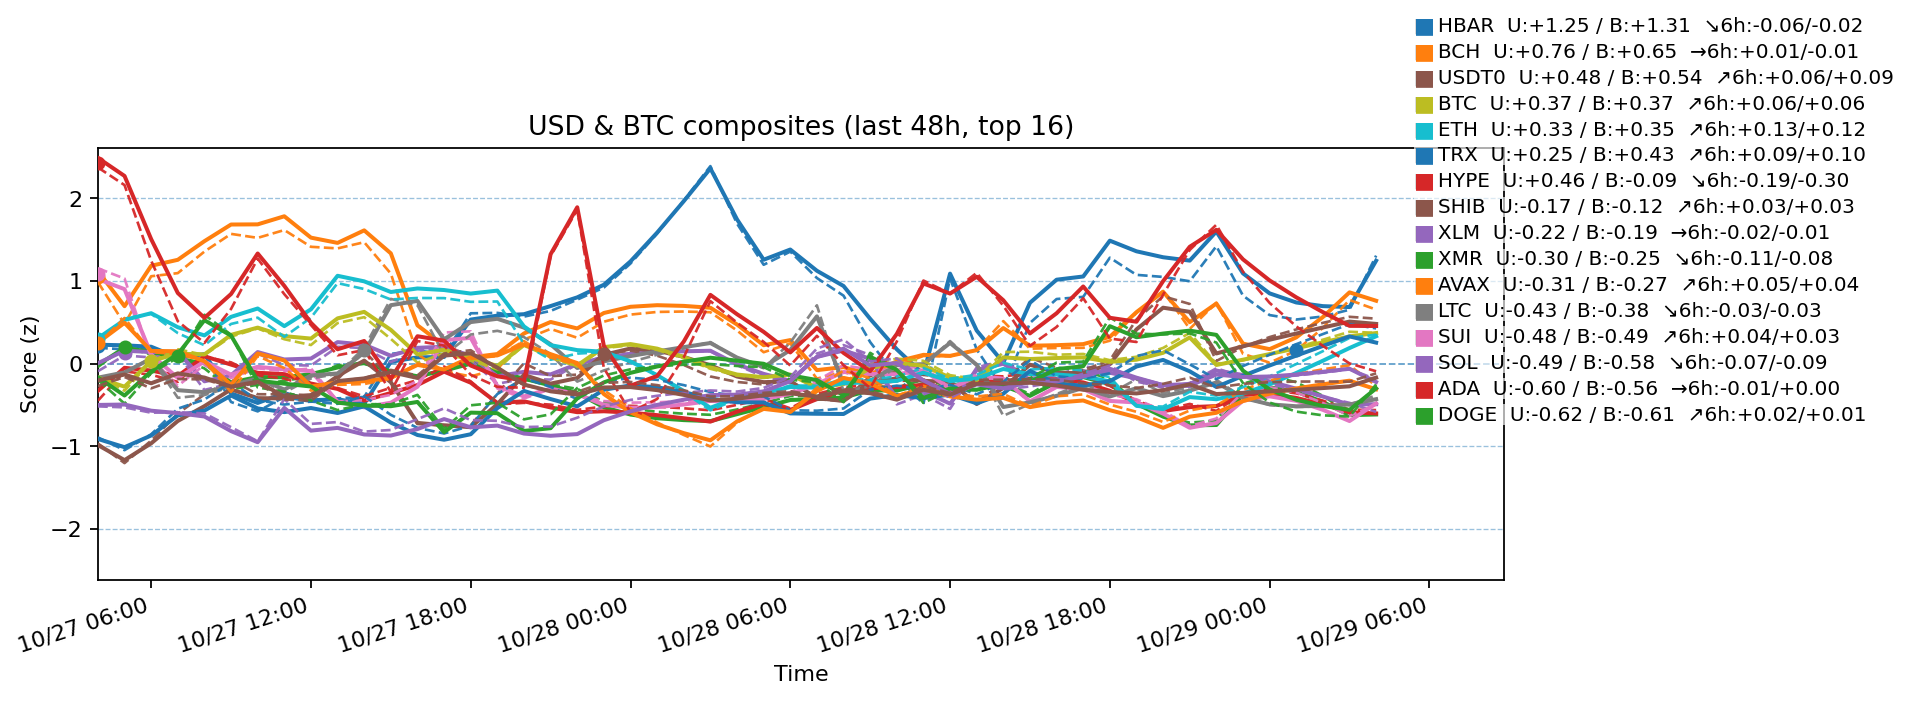 HBAR  U:+1.25 / B:+1.31  ↘6h:-0.06/-0.02
BCH  U:+0.76 / B:+0.65  →6h:+0.01/-0.01
USDT0  U:+0.48 / B:+0.54  ↗6h:+0.06/+0.09
BTC  U:+0.37 / B:+0.37  ↗6h:+0.06/+0.06
ETH  U:+0.33 / B:+0.35  ↗6h:+0.13/+0.12
TRX  U:+0.25 / B:+0.43  ↗6h:+0.09/+0.10
HYPE  U:+0.46 / B:-0.09  ↘6h:-0.19/-0.30
SHIB  U:-0.17 / B:-0.12  ↗6h:+0.03/+0.03
XLM  U:-0.22 / B:-0.19  →6h:-0.02/-0.01
XMR  U:-0.30 / B:-0.25  ↘6h:-0.11/-0.08
AVAX  U:-0.31 / B:-0.27  ↗6h:+0.05/+0.04
LTC  U:-0.43 / B:-0.38  ↘6h:-0.03/-0.03
SUI  U:-0.48 / B:-0.49  ↗6h:+0.04/+0.03
SOL  U:-0.49 / B:-0.58  ↘6h:-0.07/-0.09
ADA  U:-0.60 / B:-0.56  →6h:-0.01/+0.00
DOGE  U:-0.62 / B:-0.61  ↗6h:+0.02/+0.01
USD & BTC composites (last 48h, top 16)
Score (z)
2
1
0
−1
−2
10/27 06:00
10/27 12:00
10/27 18:00
10/28 00:00
10/28 06:00
10/28 12:00
10/28 18:00
10/29 00:00
10/29 06:00
Time